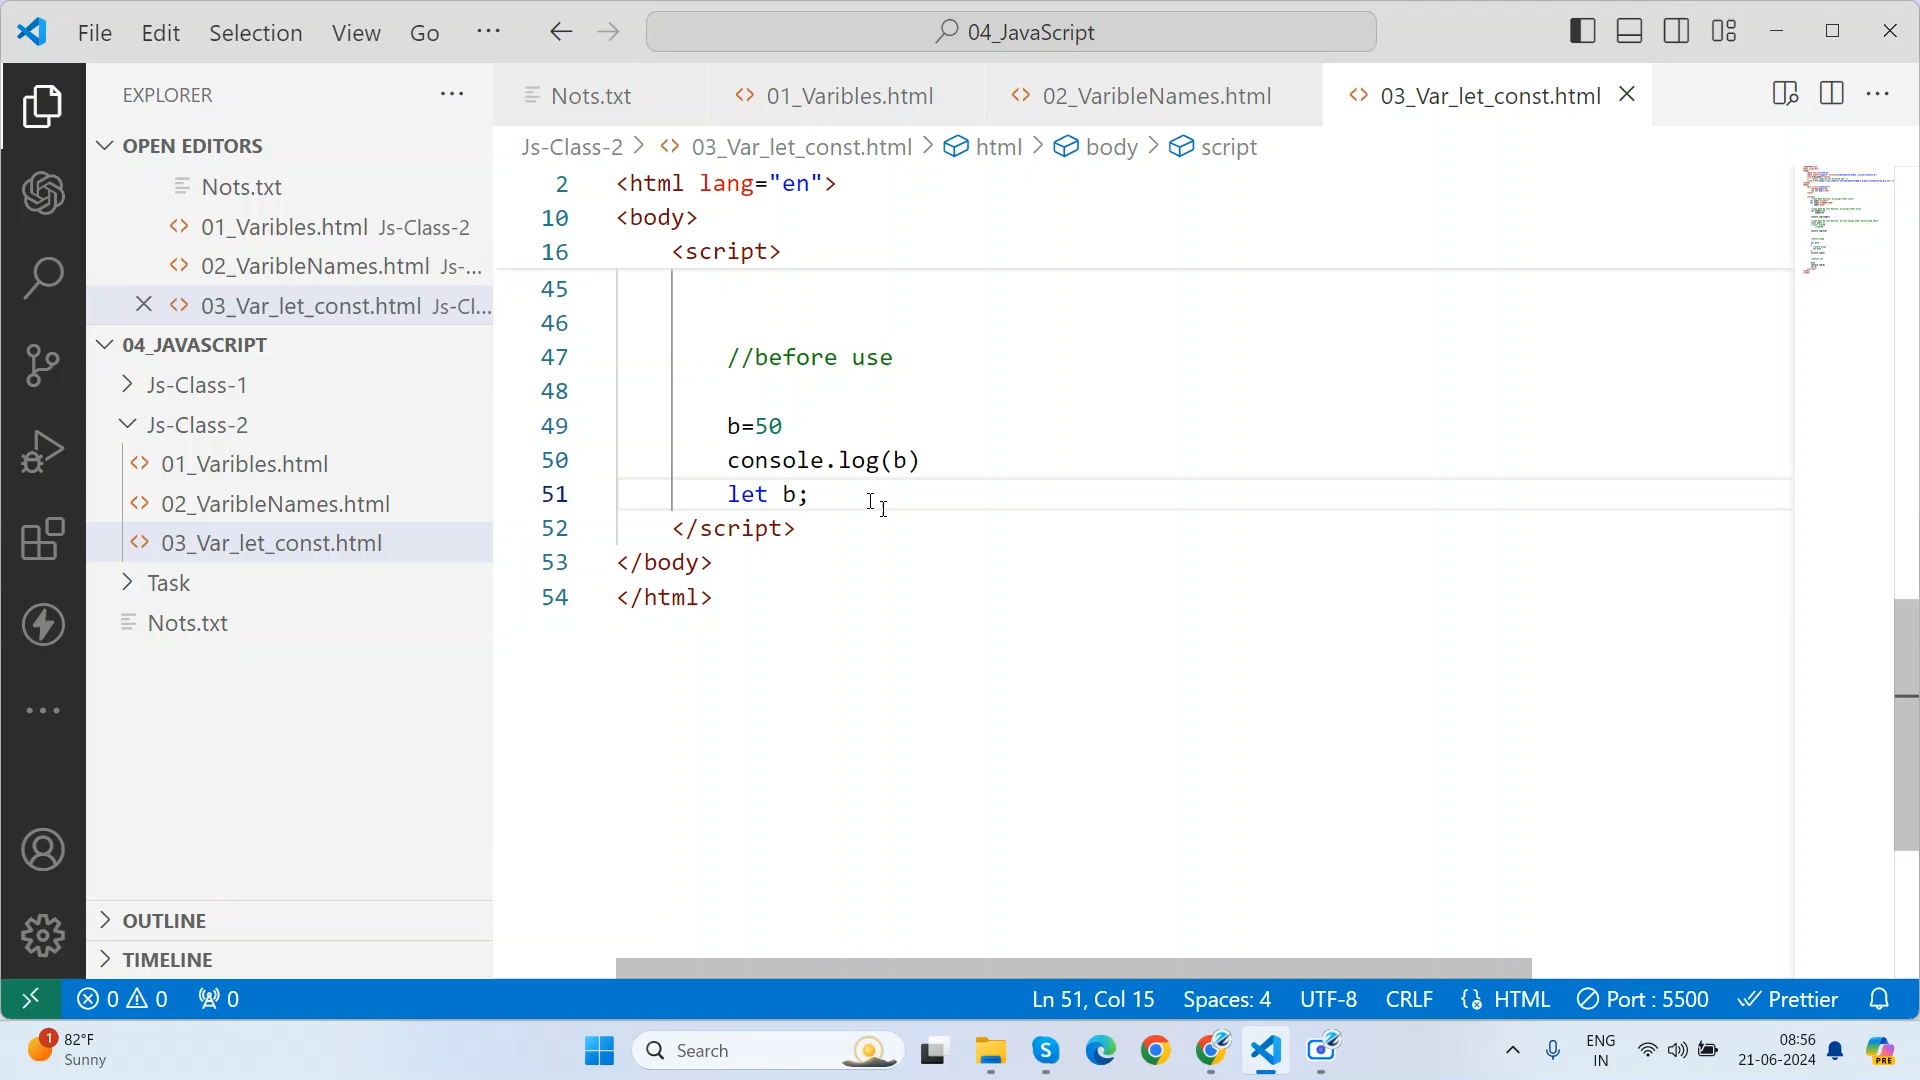 File Edit Selection View Go ··· 04_JavaScript
EXPLORER ···
OPEN EDITORS
Nots.txt
01_Varibles.html Js-Class-2
02_VaribleNames.html Js-...
03_Var_let_const.html Js-Cl...
04_JAVASCRIPT
Js-Class-1
Js-Class-2
01_Varibles.html
02_VaribleNames.html
03_Var_let_const.html
Task
Nots.txt
OUTLINE
TIMELINE
Nots.txt 01_Varibles.html 02_VaribleNames.html 03_Var_let_const.html
Js-Class-2 > 03_Var_let_const.html > html > body > script
2 <html lang="en">
10 <body>
16 <script>
45
46
47 //before use
48
49 b=50
50 console.log(b)
51 let b;
52 </script>
53 </body>
54 </html>
0 0 0 Ln 51, Col 15 Spaces: 4 UTF-8 CRLF HTML Port : 5500 Prettier
1 82°F
Sunny
Search
ENG
IN
08:56
21-06-2024
PRE